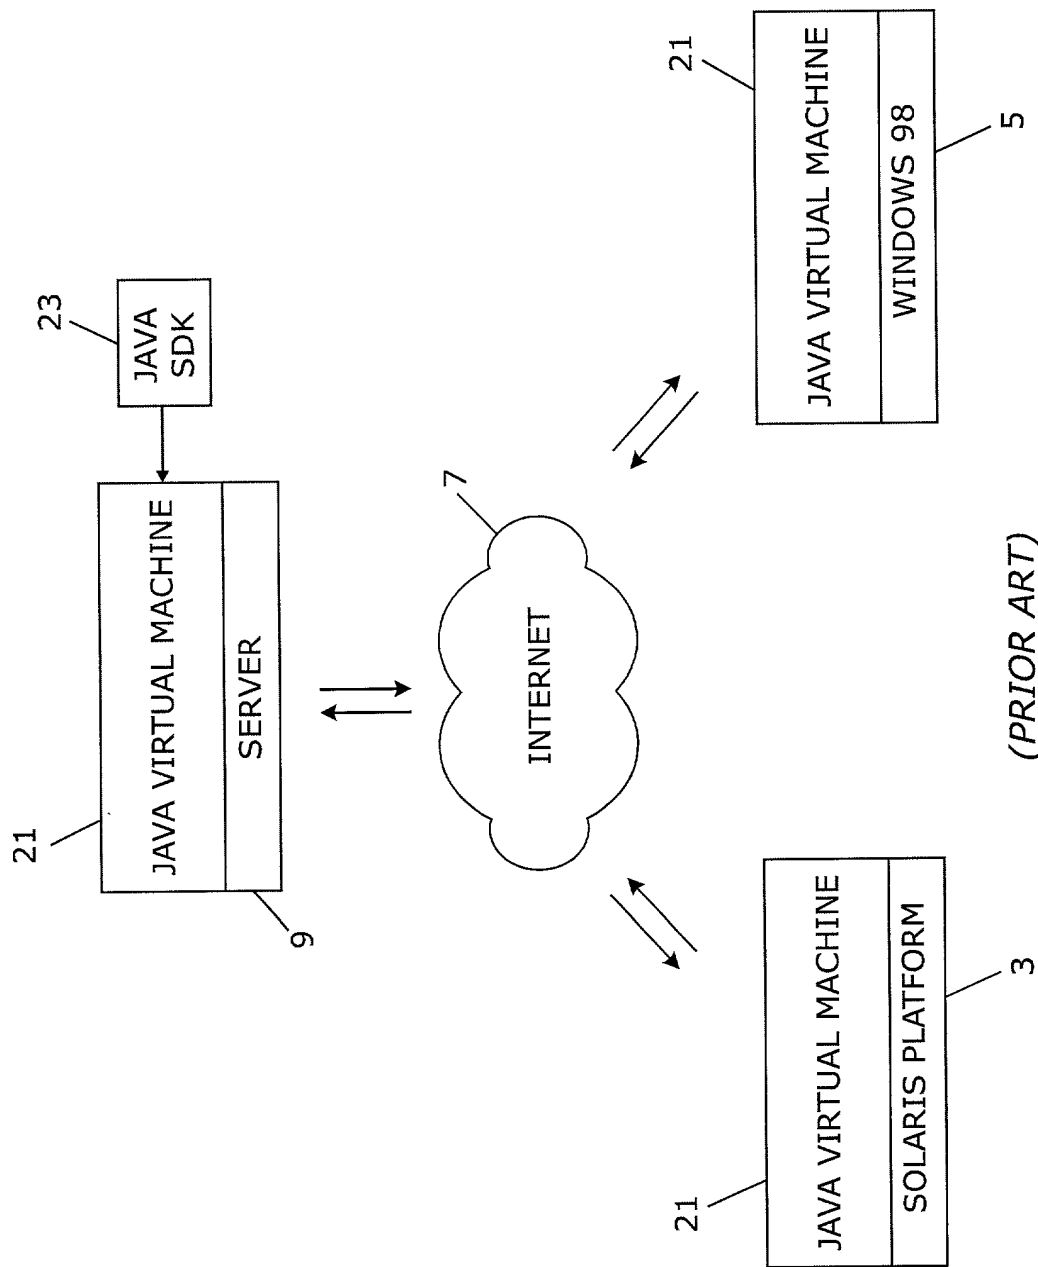 23
JAVA
SDK
21
JAVA VIRTUAL MACHINE
SERVER
9
7
INTERNET
21
JAVA VIRTUAL MACHINE
SOLARIS PLATFORM
3
21
JAVA VIRTUAL MACHINE
WINDOWS 98
5
(PRIOR ART)